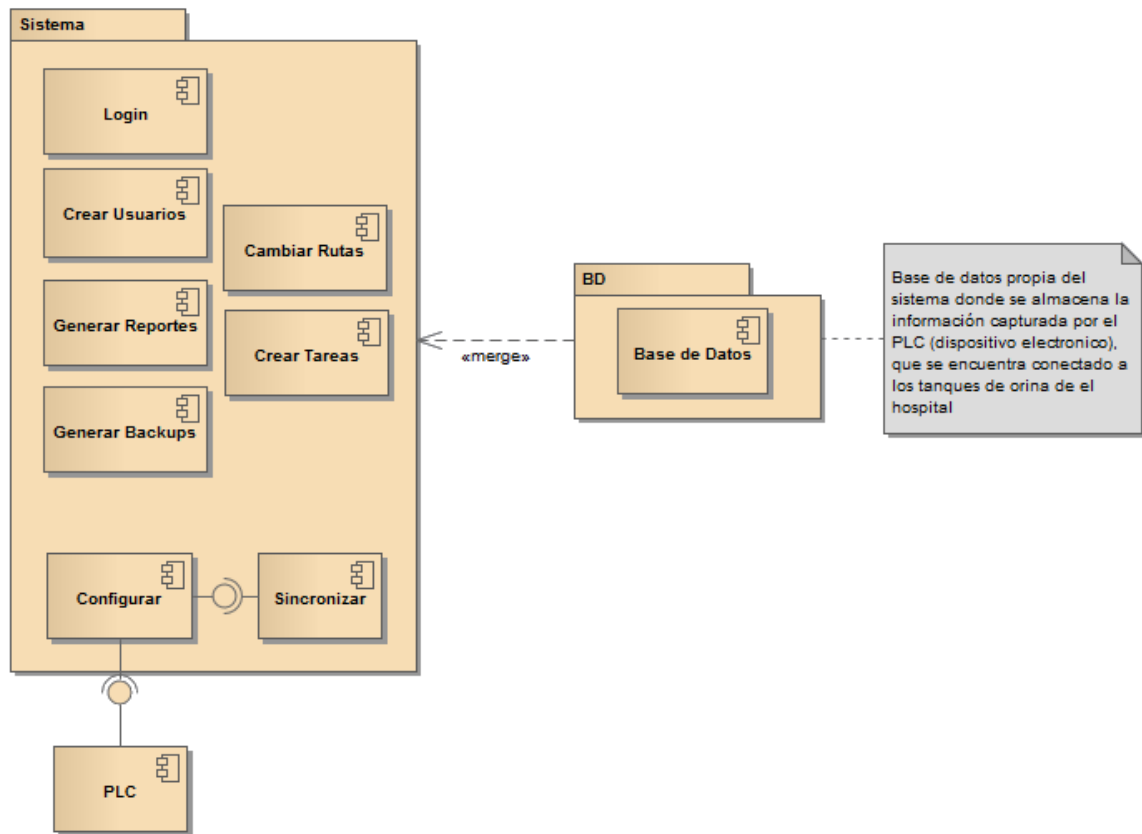 Sistema
Login
Crear Usuarios
Cambiar Rutas
Generar Reportes
Crear Tareas
Generar Backups
Configurar
Sincronizar
PLC
«merge»
BD
Base de Datos
Base de datos propia del
sistema donde se almacena la
información capturada por el
PLC (dispositivo electronico),
que se encuentra conectado a
los tanques de orina de el
hospital